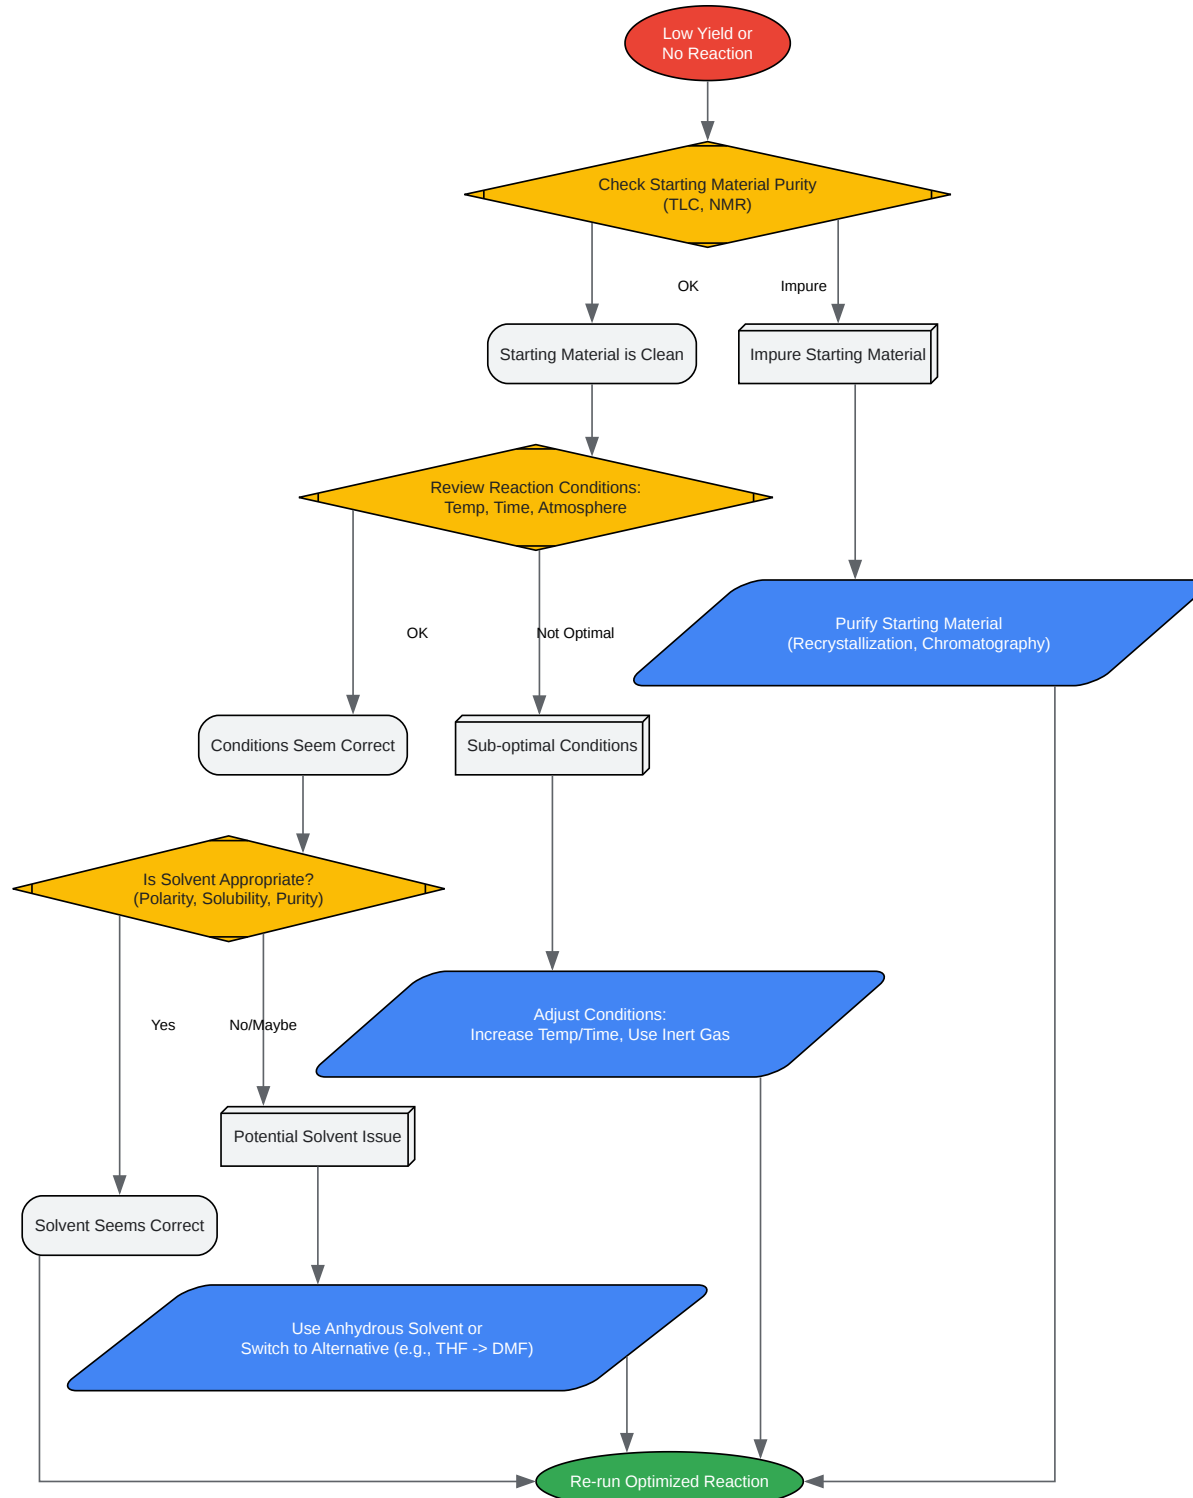 Low Yield or
No Reaction
Check Starting Material Purity
(TLC, NMR)
OK
Impure
Starting Material is Clean
Impure Starting Material
Review Reaction Conditions:
Temp, Time, Atmosphere
Purify Starting Material
(Recrystallization, Chromatography)
OK
Not Optimal
Conditions Seem Correct
Sub-optimal Conditions
Is Solvent Appropriate?
(Polarity, Solubility, Purity)
Adjust Conditions:
Increase Temp/Time, Use Inert Gas
Yes
No/Maybe
Potential Solvent Issue
Solvent Seems Correct
Use Anhydrous Solvent or
Switch to Alternative (e.g., THF -> DMF)
Re-run Optimized Reaction